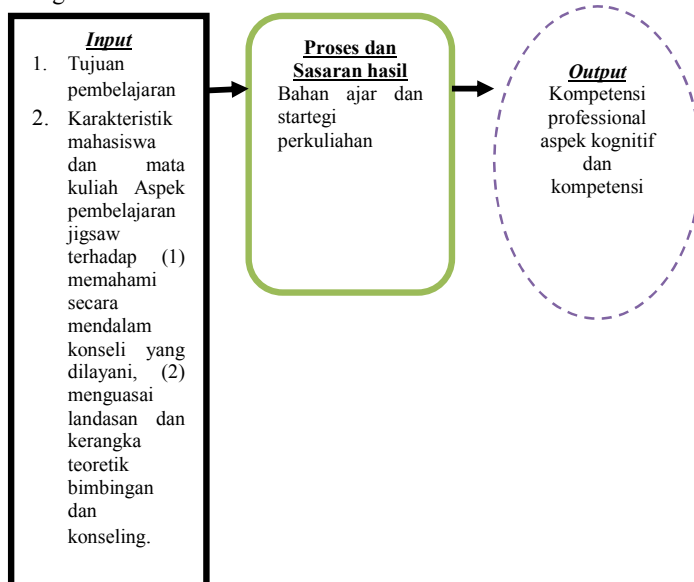 Input
1. Tujuan
pembelajaran
2. Karakteristik
mahasiswa
dan mata
kuliah Aspek
pembelajaran
jigsaw
terhadap (1)
memahami
secara
mendalam
konseli yang
dilayani, (2)
menguasai
landasan dan
kerangka
teoretik
bimbingan
dan
konseling.
Proses dan
Sasaran hasil
Bahan ajar dan
startegi
perkuliahan
Output
Kompetensi
professional
aspek kognitif
dan
kompetensi